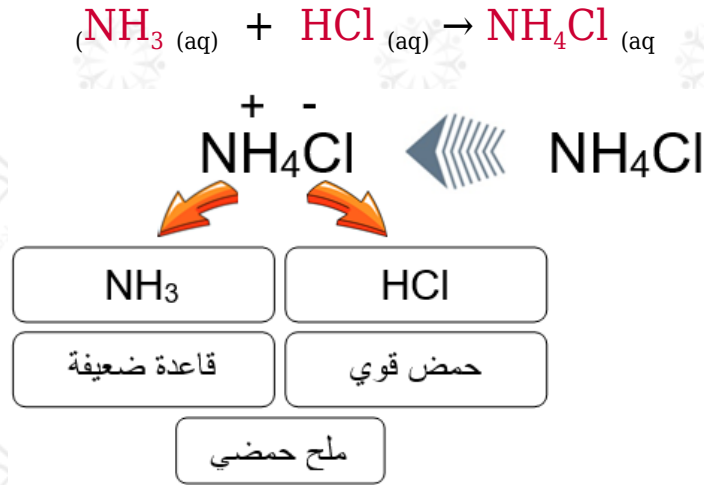 (NH₃ (aq) + HCl (aq) → NH₄Cl (aq
+ -
NH₄Cl NH₄Cl
NH₃ HCl
قاعدة ضعيفة حمض قوي
ملح حمضي